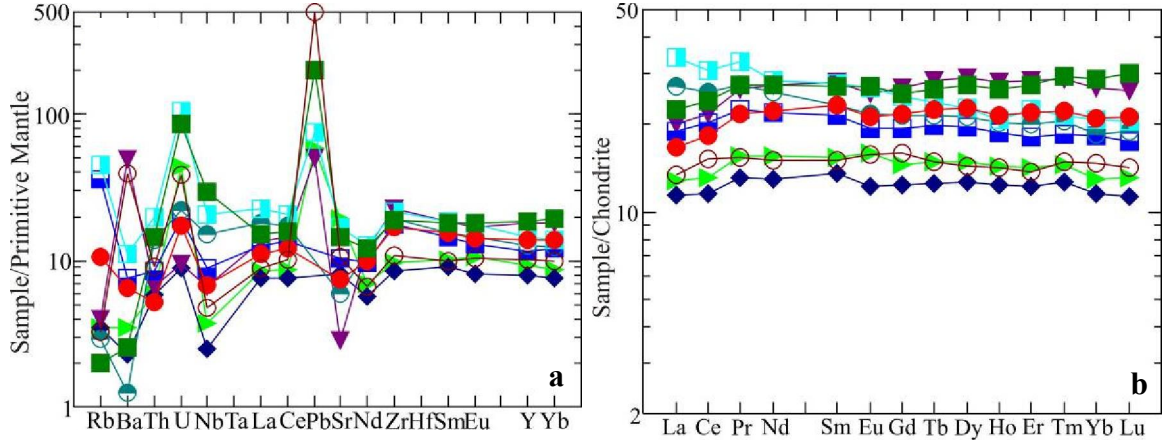 Sample/Primitive Mantle
500
100
10
1
a
Rb Ba Th U Nb Ta La Ce Pb Sr Nd Zr Hf Sm Eu Y Yb
Sample/Chondrite
50
10
2
b
La Ce Pr Nd Sm Eu Gd Tb Dy Ho Er Tm Yb Lu